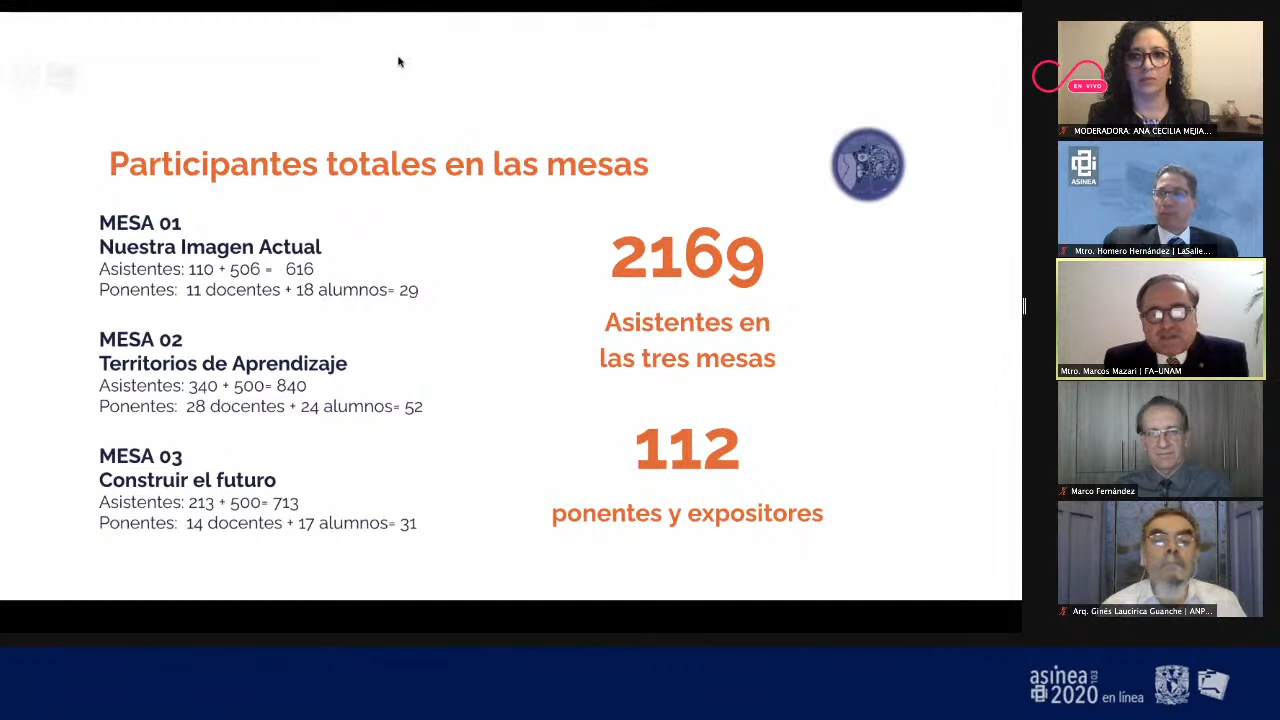 Participantes totales en las mesas
MESA 01
Nuestra Imagen Actual
Asistentes: 110 + 506 = 616
Ponentes: 11 docentes + 18 alumnos= 29
MESA 02
Territorios de Aprendizaje
Asistentes: 340 + 500= 840
Ponentes: 28 docentes + 24 alumnos= 52
MESA 03
Construir el futuro
Asistentes: 213 + 500= 713
Ponentes: 14 docentes + 17 alumnos= 31
2169
Asistentes en
las tres mesas
112
ponentes y expositores
EN VIVO
MODERADORA: ANA CECILIA MEJIA...
ASINEA
Mtro. Homero Hernández | LaSalle...
Mtro. Marcos Mazari | FA-UNAM
Marco Fernández
Arq. Ginés Laucirica Guanche | ANP...
asinea 103
2020 en línea